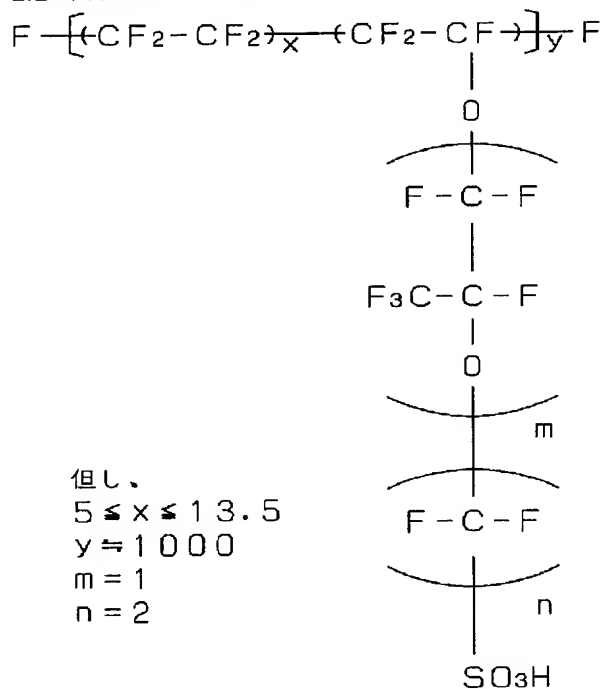 F-[(CF2-CF2)x-(CF2-CF)]y-F
O
F-C-F
F3C-C-F
O
m
但し、
5≦x≦13.5
F-C-F
y≒1000
m=1
n=2
n
SO3H